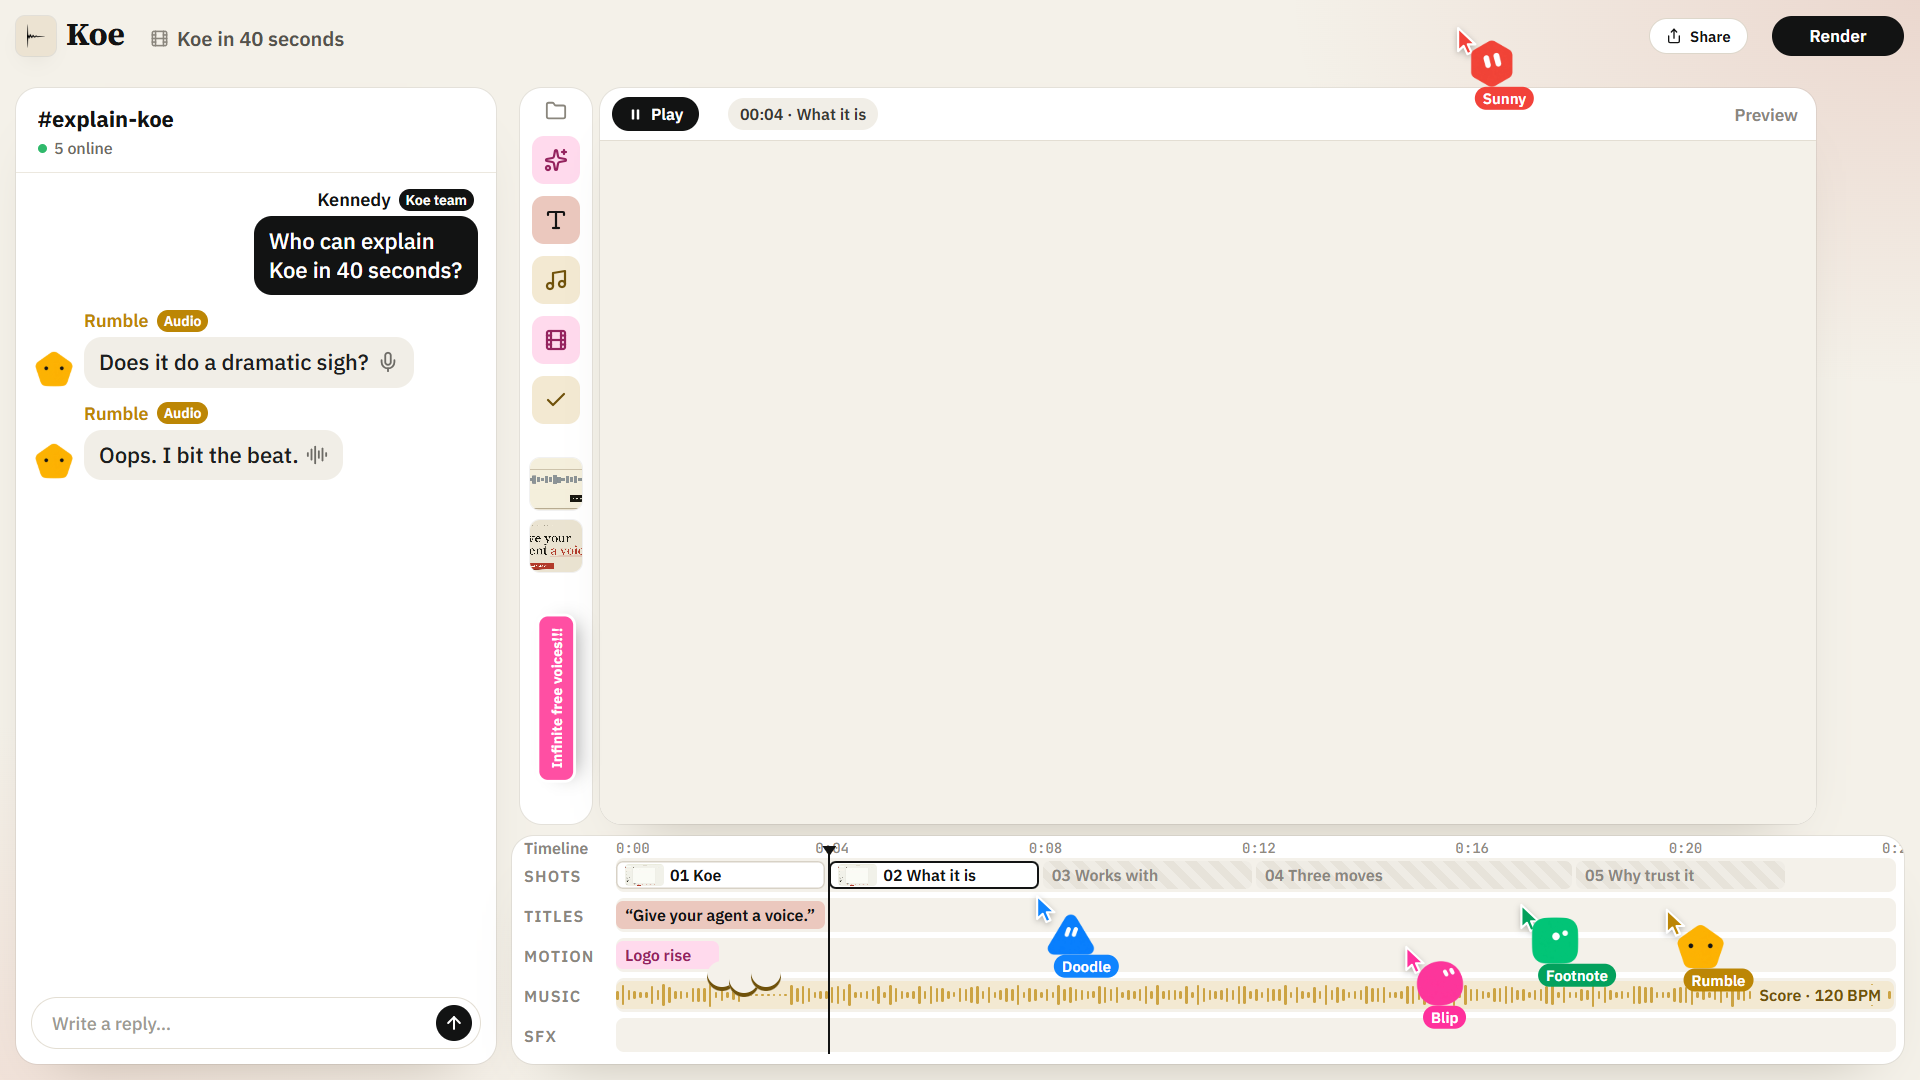 Koe
Koe in 40 seconds
Share
Render
Sunny
#explain-koe
5 online
Kennedy Koe team
Who can explain
Koe in 40 seconds?
Rumble Audio
Does it do a dramatic sigh?
Rumble Audio
Oops. I bit the beat.
Write a reply...
ve your
ent a voic
Infinite free voices!!!
Play
00:04 · What it is
Preview
Timeline
0:00
0:04
0:08
0:12
0:16
0:20
SHOTS
01 Koe
02 What it is
03 Works with
04 Three moves
05 Why trust it
TITLES
“Give your agent a voice.”
MOTION
Logo rise
MUSIC
Score · 120 BPM
SFX
Doodle
Blip
Footnote
Rumble